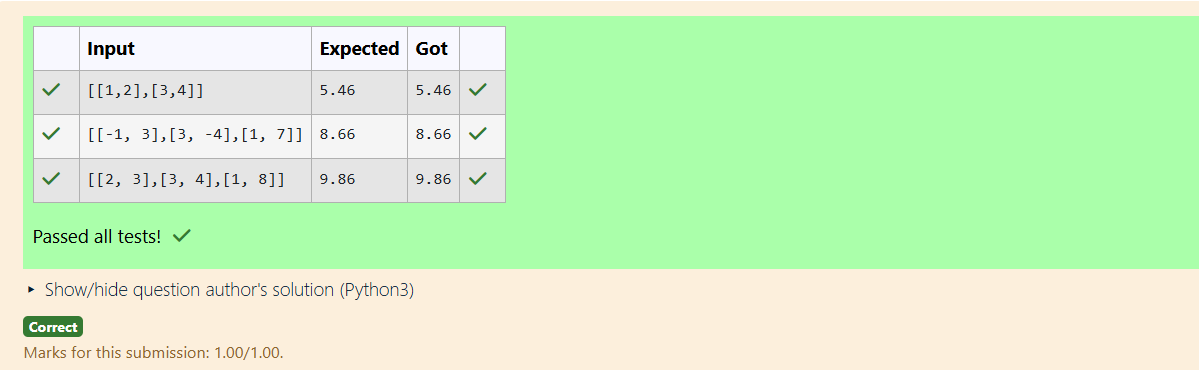 Input Expected Got
[[1,2],[3,4]] 5.46 5.46
[[-1, 3],[3, -4],[1, 7]] 8.66 8.66
[[2, 3],[3, 4],[1, 8]] 9.86 9.86
Passed all tests!
Show/hide question author's solution (Python3)
Correct
Marks for this submission: 1.00/1.00.